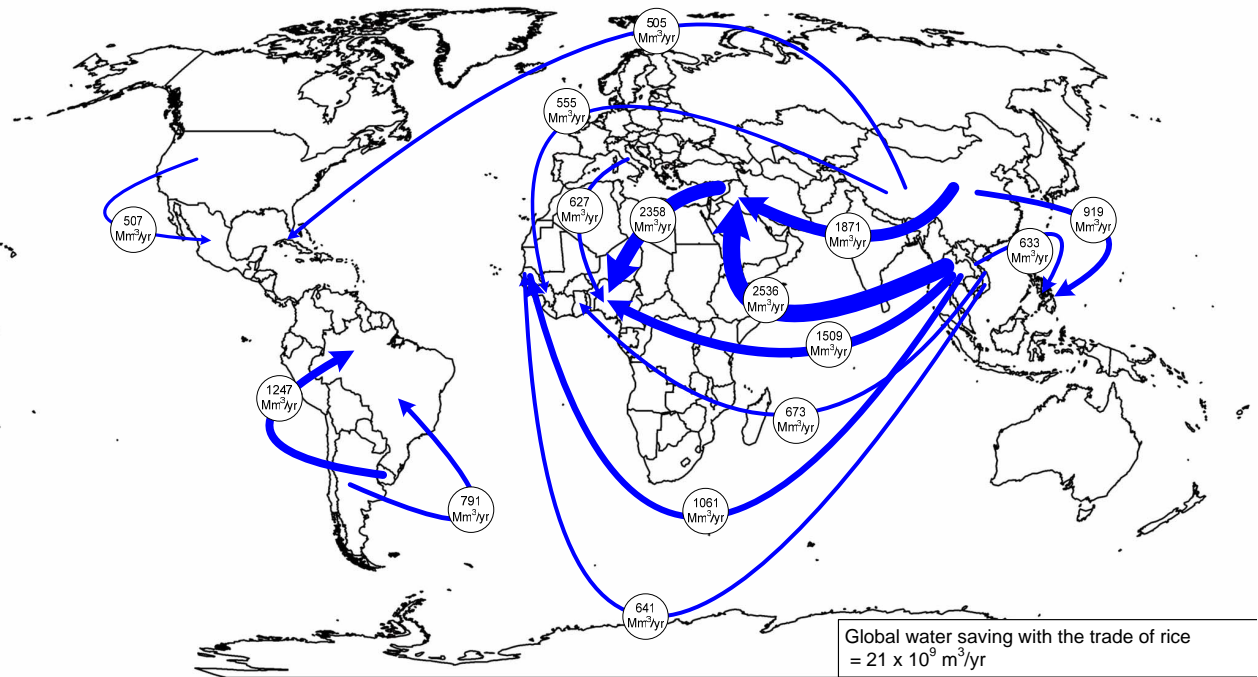 505
Mm³/yr
555
Mm³/yr
627
Mm³/yr
2358
Mm³/yr
507
Mm³/yr
1871
Mm³/yr
919
Mm³/yr
633
Mm³/yr
2536
Mm³/yr
1509
Mm³/yr
1247
Mm³/yr
673
Mm³/yr
791
Mm³/yr
1061
Mm³/yr
641
Mm³/yr
Global water saving with the trade of rice
= 21 x 10⁹ m³/yr